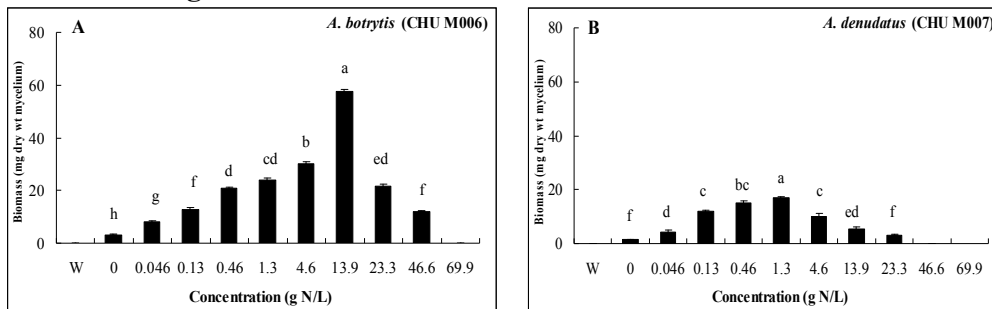 A
A. botrytis (CHU M006)
Biomass (mg dry wt mycelium)
80
60
40
20
0
a
b
cd
d
ed
f
g
h
f
W 0 0.046 0.13 0.46 1.3 4.6 13.9 23.3 46.6 69.9
Concentration (g N/L)
B
A. denudatus (CHU M007)
Biomass (mg dry wt mycelium)
80
60
40
20
0
f
d
c
bc
a
c
ed
f
W 0 0.046 0.13 0.46 1.3 4.6 13.9 23.3 46.6 69.9
Concentration (g N/L)